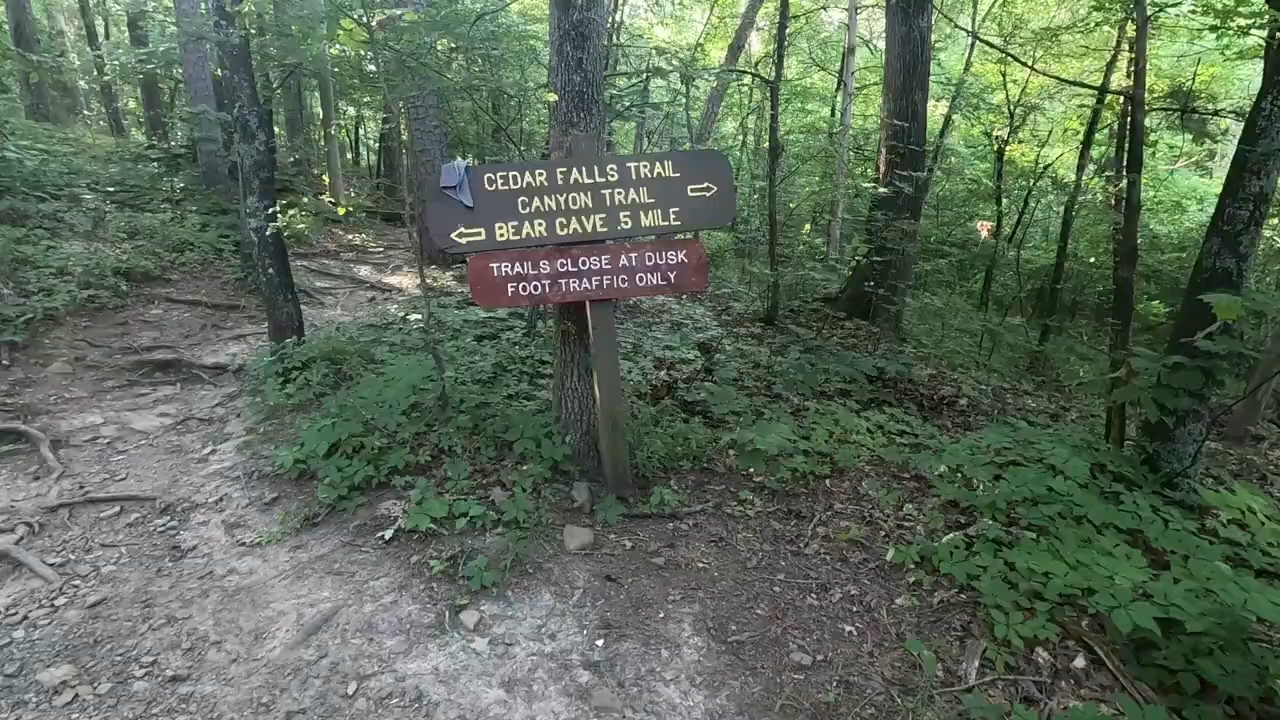 CEDAR FALLS TRAIL
CANYON TRAIL
BEAR CAVE .5 MILE
TRAILS CLOSE AT DUSK
FOOT TRAFFIC ONLY